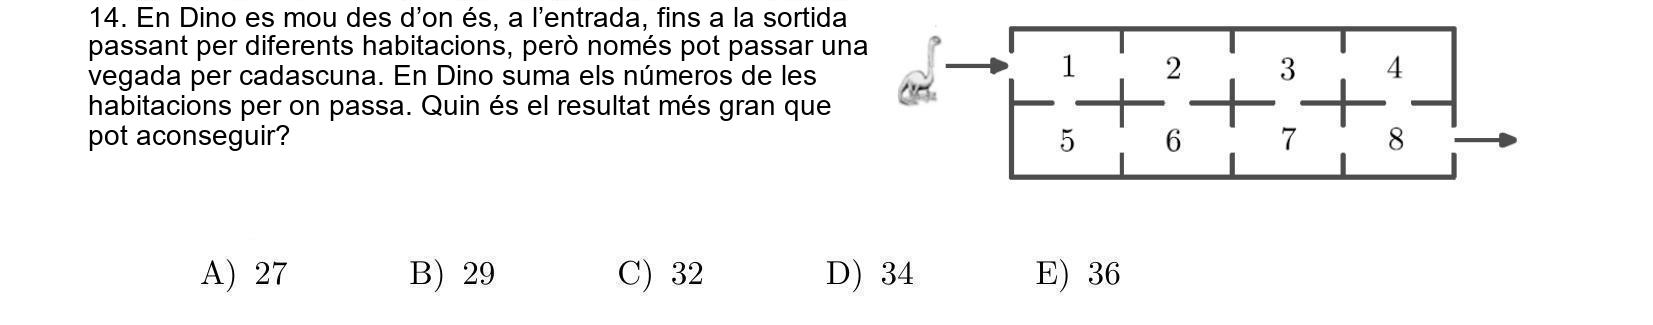 14. En Dino es mou des d’on és, a l’entrada, fins a la sortida
passant per diferents habitacions, però només pot passar una
vegada per cadascuna. En Dino suma els números de les
habitacions per on passa. Quin és el resultat més gran que
pot aconseguir?
1 2 3 4
5 6 7 8
A) 27 B) 29 C) 32 D) 34 E) 36